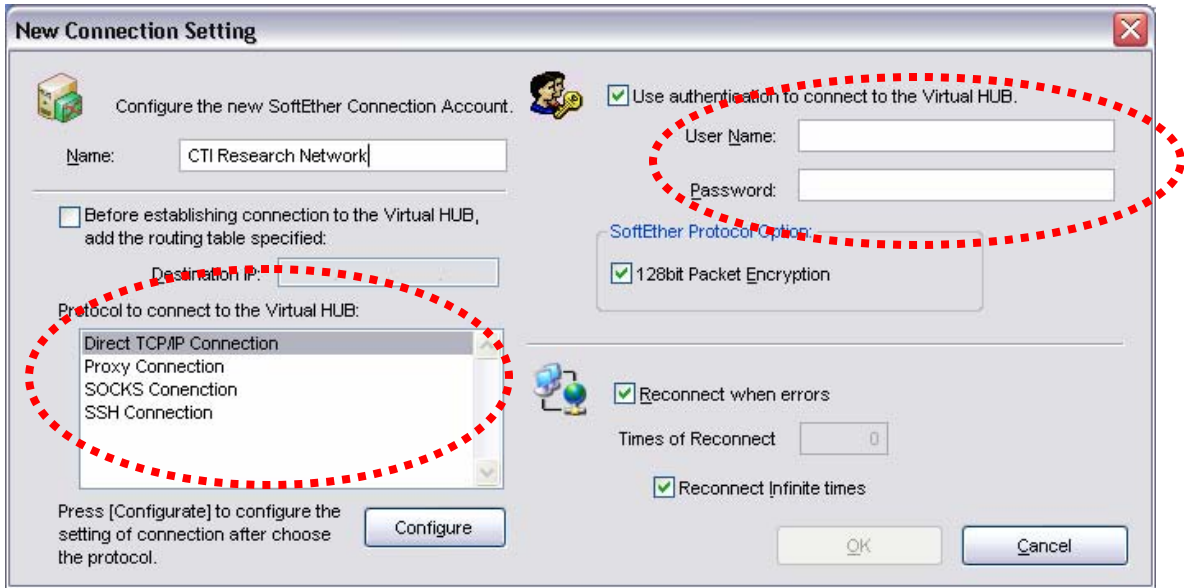 New Connection Setting
Configure the new SoftEther Connection Account.
Name: CTI Research Network
Before establishing connection to the Virtual HUB,
add the routing table specified:
Destination IP:
Protocol to connect to the Virtual HUB:
Direct TCP/IP Connection
Proxy Connection
SOCKS Conenction
SSH Connection
Press [Configurate] to configure the
setting of connection after choose
the protocol.
Configure
Use authentication to connect to the Virtual HUB.
User Name:
Password:
SoftEther Protocol Option:
128bit Packet Encryption
Reconnect when errors
Times of Reconnect 0
Reconnect Infinite times
OK
Cancel